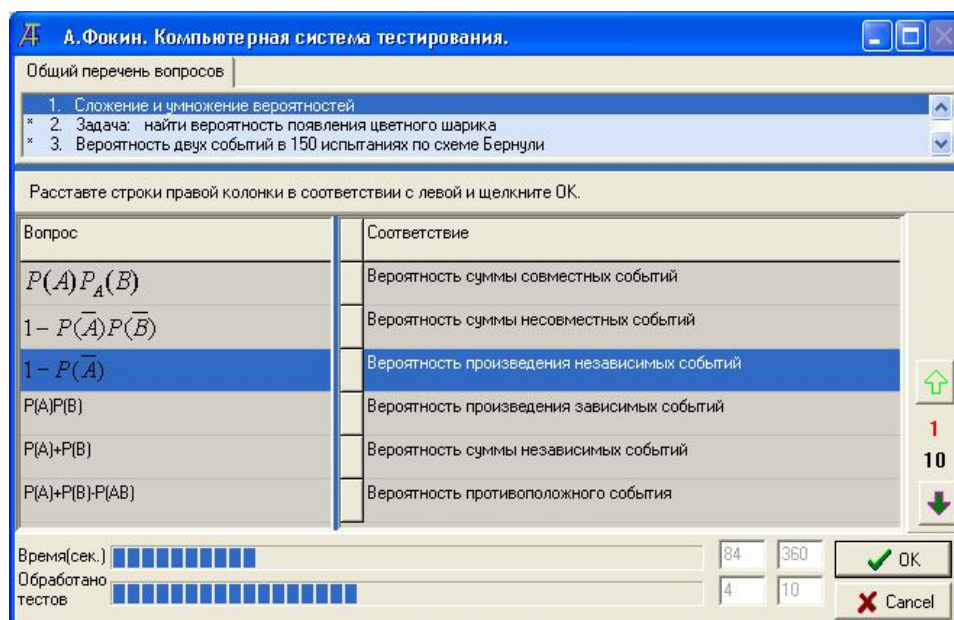 А.Фокин. Компьютерная система тестирования.
Общий перечень вопросов
1. Сложение и умножение вероятностей
* 2. Задача: найти вероятность появления цветного шарика
* 3. Вероятность двух событий в 150 испытаниях по схеме Бернули
Расставте строки правой колонки в соответствии с левой и щелкните OK.
Вопрос Соответствие
P(A)P_A(B) Вероятность суммы совместных событий
1− P(A̅)P(B̅) Вероятность суммы несовместных событий
1− P(A̅) Вероятность произведения независимых событий
P(A)P(B) Вероятность произведения зависимых событий
P(A)+P(B) Вероятность суммы независимых событий
P(A)+P(B)-P(AB) Вероятность противоположного события
1
10
Время(сек.) 84 360 OK
Обработано тестов 4 10 Cancel